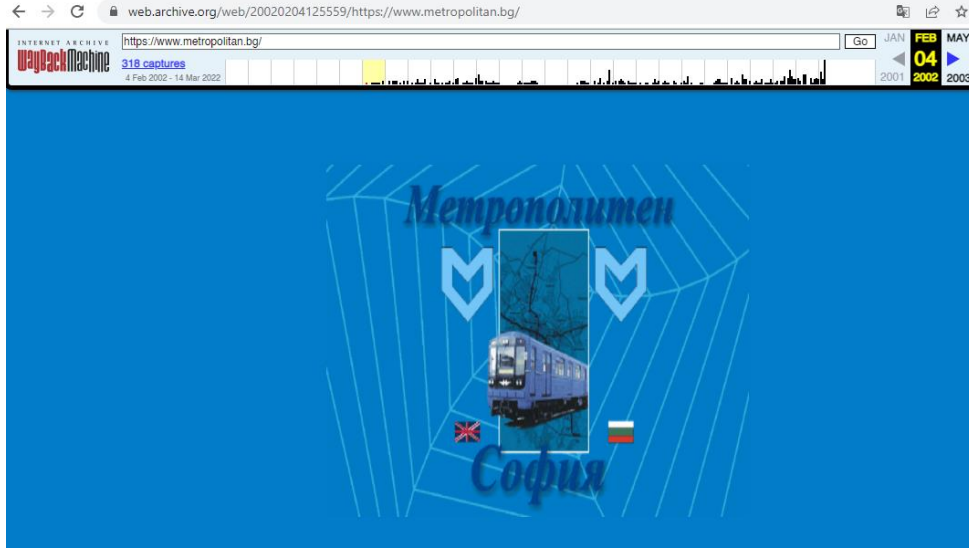 web.archive.org/web/20020204125559/https://www.metropolitan.bg/
INTERNET ARCHIVE
WayBackMachine
https://www.metropolitan.bg/
Go
JAN FEB MAY
318 captures
04
4 Feb 2002 - 14 Mar 2022
2001 2002 2003
Метрополитен
София